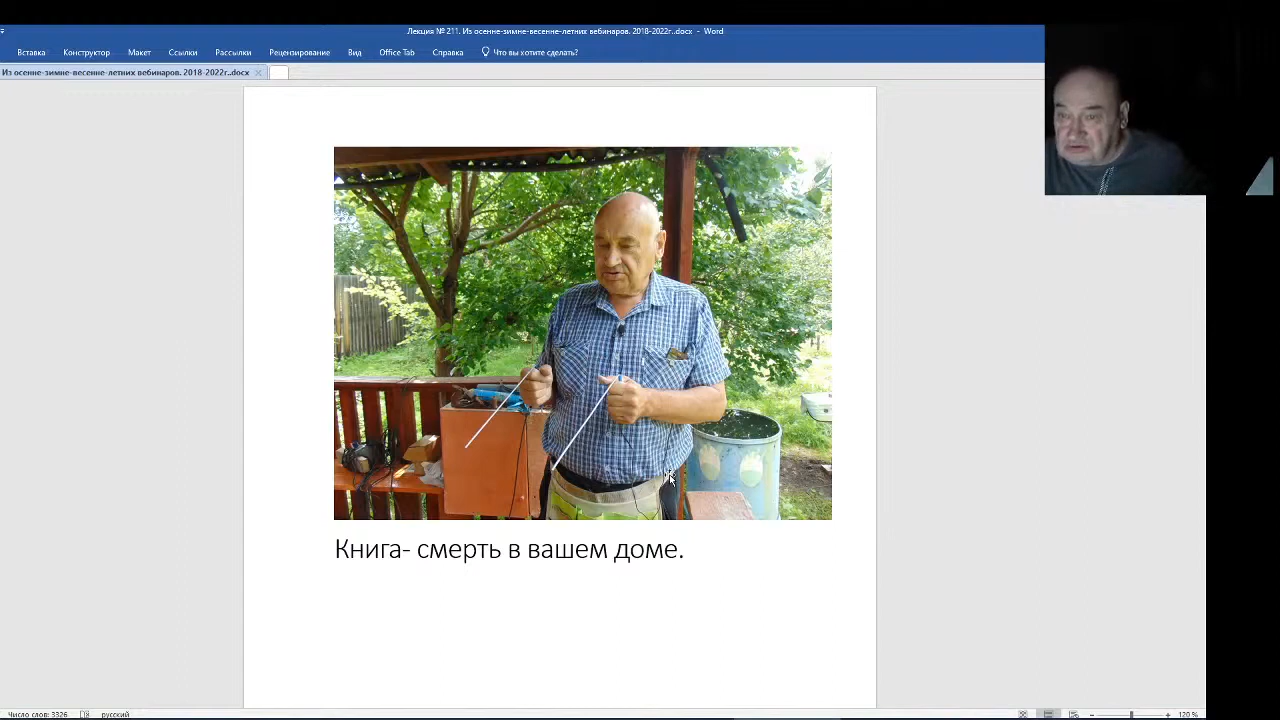 Лекция № 211. Из осенне-зимне-весенне-летних вебинаров. 2018-2022г..docx - Word
Вставка Конструктор Макет Ссылки Рассылки Рецензирование Вид Office Tab Справка Что вы хотите сделать?
Из осенне-зимне-весенне-летних вебинаров. 2018-2022г..docx
Книга- смерть в вашем доме.
Число слов: 3326 русский 120 %